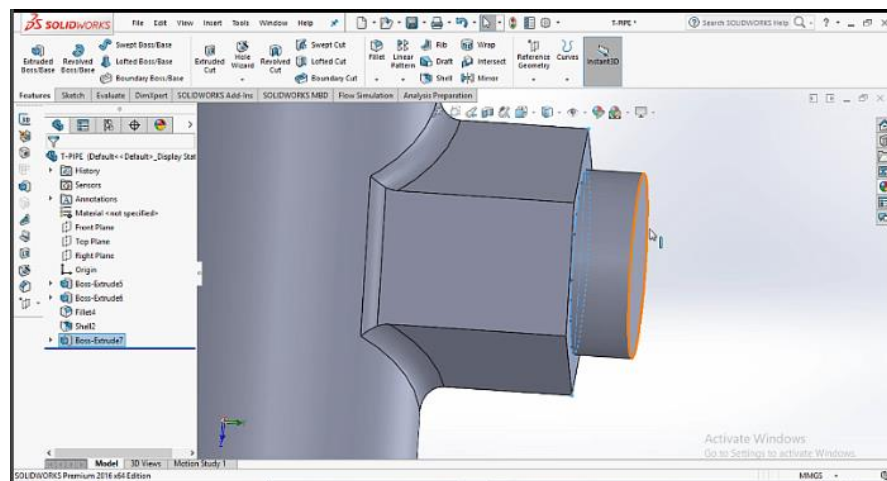 SOLIDWORKS File Edit View Insert Tools Window Help T-PIPE * Search SOLIDWORKS Help
Extruded Boss/Base Revolved Boss/Base Swept Boss/Base Lofted Boss/Base Boundary Boss/Base Extruded Cut Hole Wizard Revolved Cut Swept Cut Lofted Cut Boundary Cut Fillet Linear Pattern Rib Draft Shell Wrap Intersect Mirror Reference Geometry Curves Instant3D
Features Sketch Evaluate DimXpert SOLIDWORKS Add-Ins SOLIDWORKS MBD Flow Simulation Analysis Preparation
T-PIPE (Default<<Default>_Display Stat
History
Sensors
Annotations
Material <not specified>
Front Plane
Top Plane
Right Plane
Origin
Boss-Extrude5
Boss-Extrude6
Fillet4
Shell2
Boss-Extrude7
Activate Windows
Go to Settings to activate Windows.
Model 3D Views Motion Study 1
SOLIDWORKS Premium 2016 x64 Edition MMGS